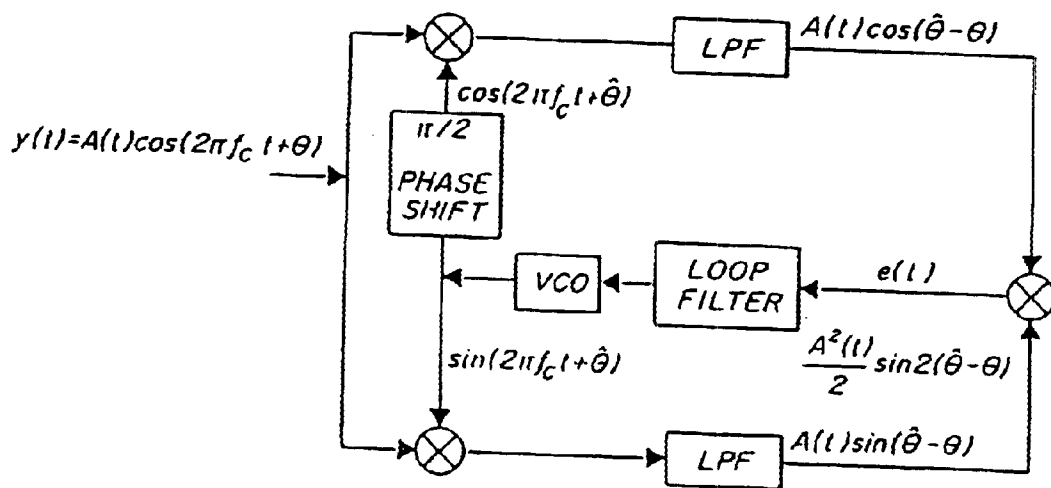 LPF
A(t)cos(θ̂-θ)
cos(2πf_c t+θ̂)
y(t)=A(t)cos(2πf_c t+θ)
π/2
PHASE
SHIFT
VCO
LOOP
FILTER
e(t)
sin(2πf_c t+θ̂)
A²(t)/2 sin2(θ̂-θ)
LPF
A(t)sin(θ̂-θ)